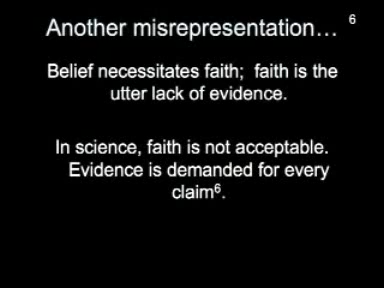 Another misrepresentation…
6
Belief necessitates faith; faith is the
utter lack of evidence.
In science, faith is not acceptable.
Evidence is demanded for every
claim⁶.